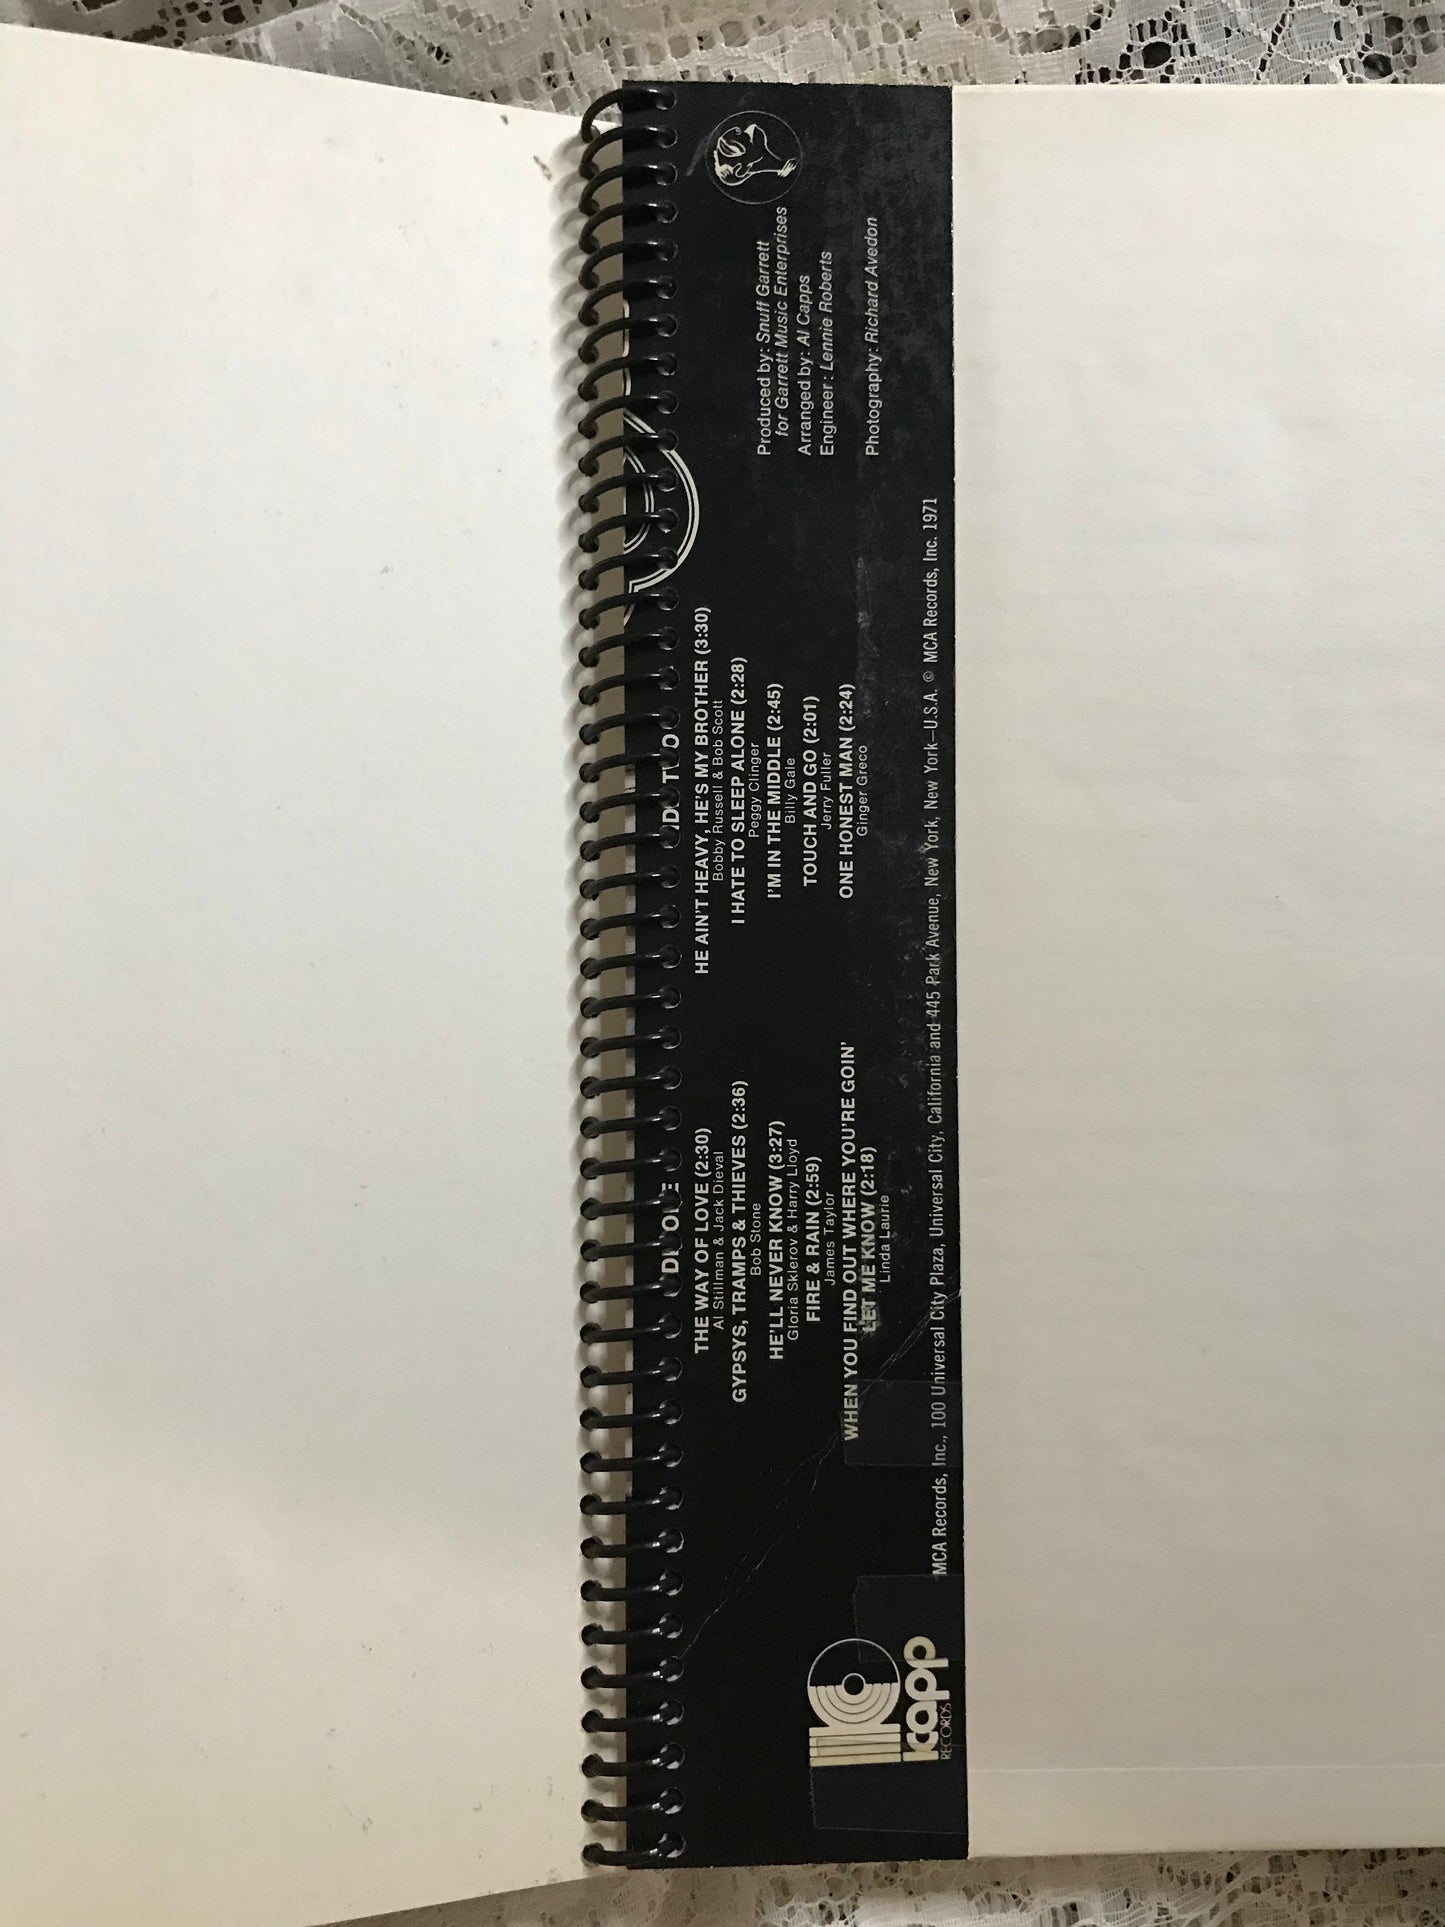 THE WAY OF LOVE (2:30)
Al Stillman & Jack Dieval
GYPSYS, TRAMPS & THIEVES (2:36)
Bob Stone
HE'LL NEVER KNOW (3:27)
Gloria Sklerov & Harry Lloyd
FIRE & RAIN (2:59)
James Taylor
WHEN YOU FIND OUT WHERE YOU'RE GOIN'
LET ME KNOW (2:18)
Linda Laurie
HE AIN'T HEAVY, HE'S MY BROTHER (3:30)
Bobby Russell & Bob Scott
I HATE TO SLEEP ALONE (2:28)
Peggy Clinger
I'M IN THE MIDDLE (2:45)
Billy Gale
TOUCH AND GO (2:01)
Jerry Fuller
ONE HONEST MAN (2:24)
Ginger Greco
Produced by: Snuff Garrett
for Garrett Music Enterprises
Arranged by: Al Capps
Engineer: Lennie Roberts
Photography: Richard Avedon
kapp
RECORDS
MCA Records, Inc., 100 Universal City Plaza, Universal City, California and 445 Park Avenue, New York, New York—U.S.A. © MCA Records, Inc. 1971